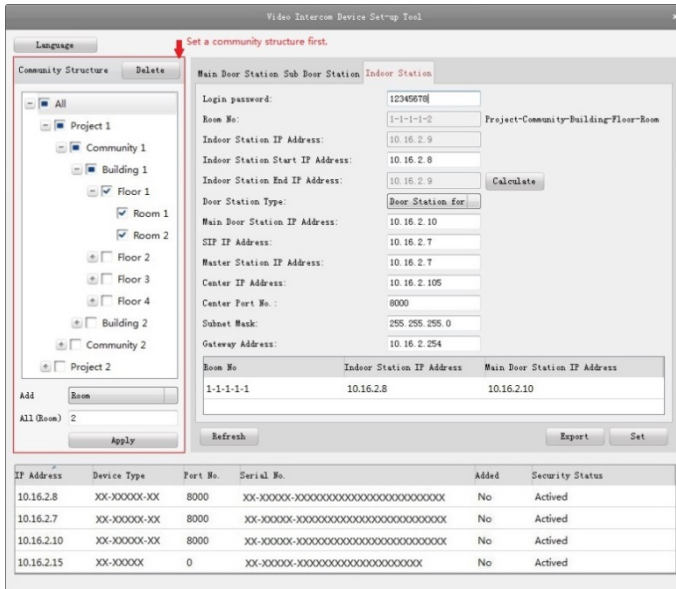 Video Intercom Device Set-up Tool
Language
Set a community structure first.
Community Structure Delete
All
Project 1
Community 1
Building 1
Floor 1
Room 1
Room 2
Floor 2
Floor 3
Floor 4
Building 2
Community 2
Project 2
Add Room
All(Room) 2
Apply
Main Door Station Sub Door Station Indoor Station
Login password: 12345678
Room No: 1-1-1-1-2 Project-Community-Building-Floor-Room
Indoor Station IP Address: 10.16.2.9
Indoor Station Start IP Address: 10.16.2.8
Indoor Station End IP Address: 10.16.2.9 Calculate
Door Station Type: Door Station for
Main Door Station IP Address: 10.16.2.10
SIP IP Address: 10.16.2.7
Master Station IP Address: 10.16.2.7
Center IP Address: 10.16.2.105
Center Port No.: 8000
Subnet Mask: 255.255.255.0
Gateway Address: 10.16.2.254
Room No Indoor Station IP Address Main Door Station IP Address
1-1-1-1-1 10.16.2.8 10.16.2.10
Refresh Export Set
IP Address Device Type Port No. Serial No. Added Security Status
10.16.2.8 XX-XXXXX-XX 8000 XX-XXXXX-XXXXXXXXXXXXXXXXXXXXXXXX No Actived
10.16.2.7 XX-XXXXX-XX 8000 XX-XXXXX-XXXXXXXXXXXXXXXXXXXXXXXX No Actived
10.16.2.10 XX-XXXXX-XX 8000 XX-XXXXX-XXXXXXXXXXXXXXXXXXXXXXXX No Actived
10.16.2.15 XX-XXXXX 0 XX-XXXXX-XXXXXXXXXXXXXXXXXXXX No Actived